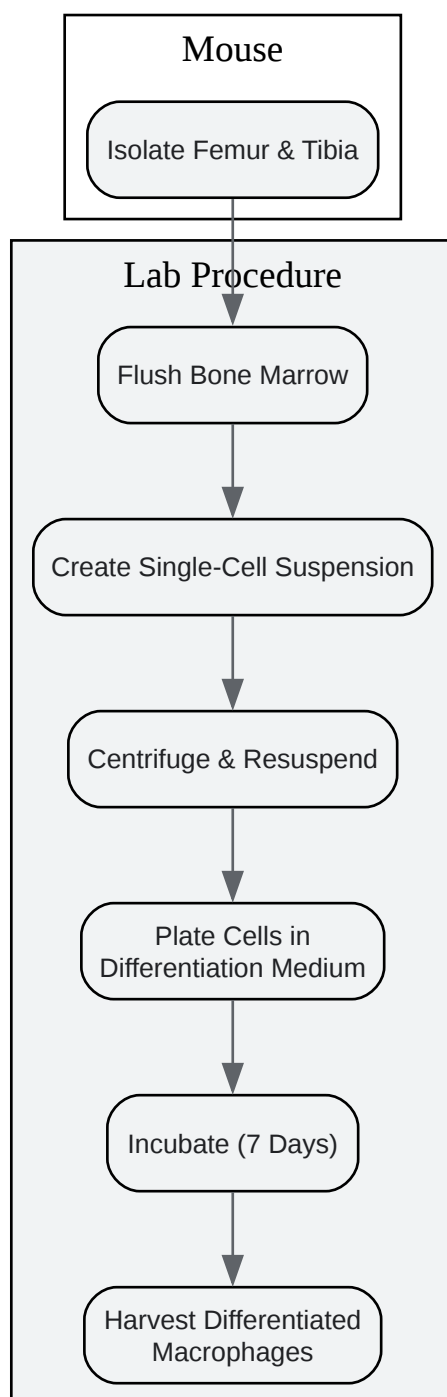 Mouse
Isolate Femur & Tibia
Lab Procedure
Flush Bone Marrow
Create Single-Cell Suspension
Centrifuge & Resuspend
Plate Cells in
Differentiation Medium
Incubate (7 Days)
Harvest Differentiated
Macrophages